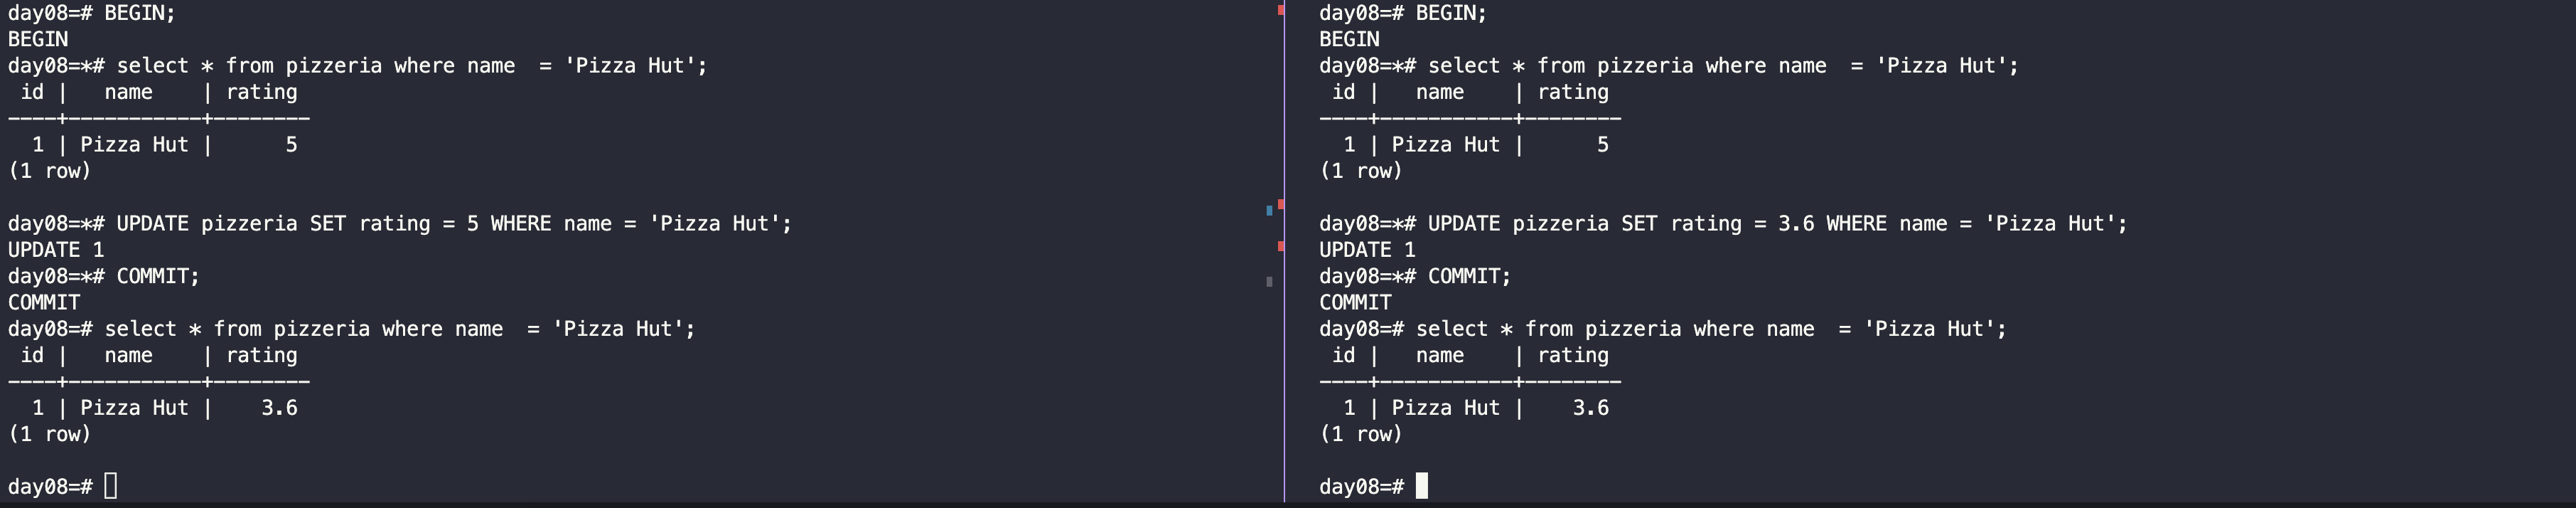 day08=# BEGIN;
BEGIN
day08=*# select * from pizzeria where name  = 'Pizza Hut';
 id |   name    | rating
----+-----------+--------
  1 | Pizza Hut |      5
(1 row)

day08=*# UPDATE pizzeria SET rating = 5 WHERE name = 'Pizza Hut';
UPDATE 1
day08=*# COMMIT;
COMMIT
day08=# select * from pizzeria where name  = 'Pizza Hut';
 id |   name    | rating
----+-----------+--------
  1 | Pizza Hut |    3.6
(1 row)

day08=#
day08=# BEGIN;
BEGIN
day08=*# select * from pizzeria where name  = 'Pizza Hut';
 id |   name    | rating
----+-----------+--------
  1 | Pizza Hut |      5
(1 row)

day08=*# UPDATE pizzeria SET rating = 3.6 WHERE name = 'Pizza Hut';
UPDATE 1
day08=*# COMMIT;
COMMIT
day08=# select * from pizzeria where name  = 'Pizza Hut';
 id |   name    | rating
----+-----------+--------
  1 | Pizza Hut |    3.6
(1 row)

day08=#